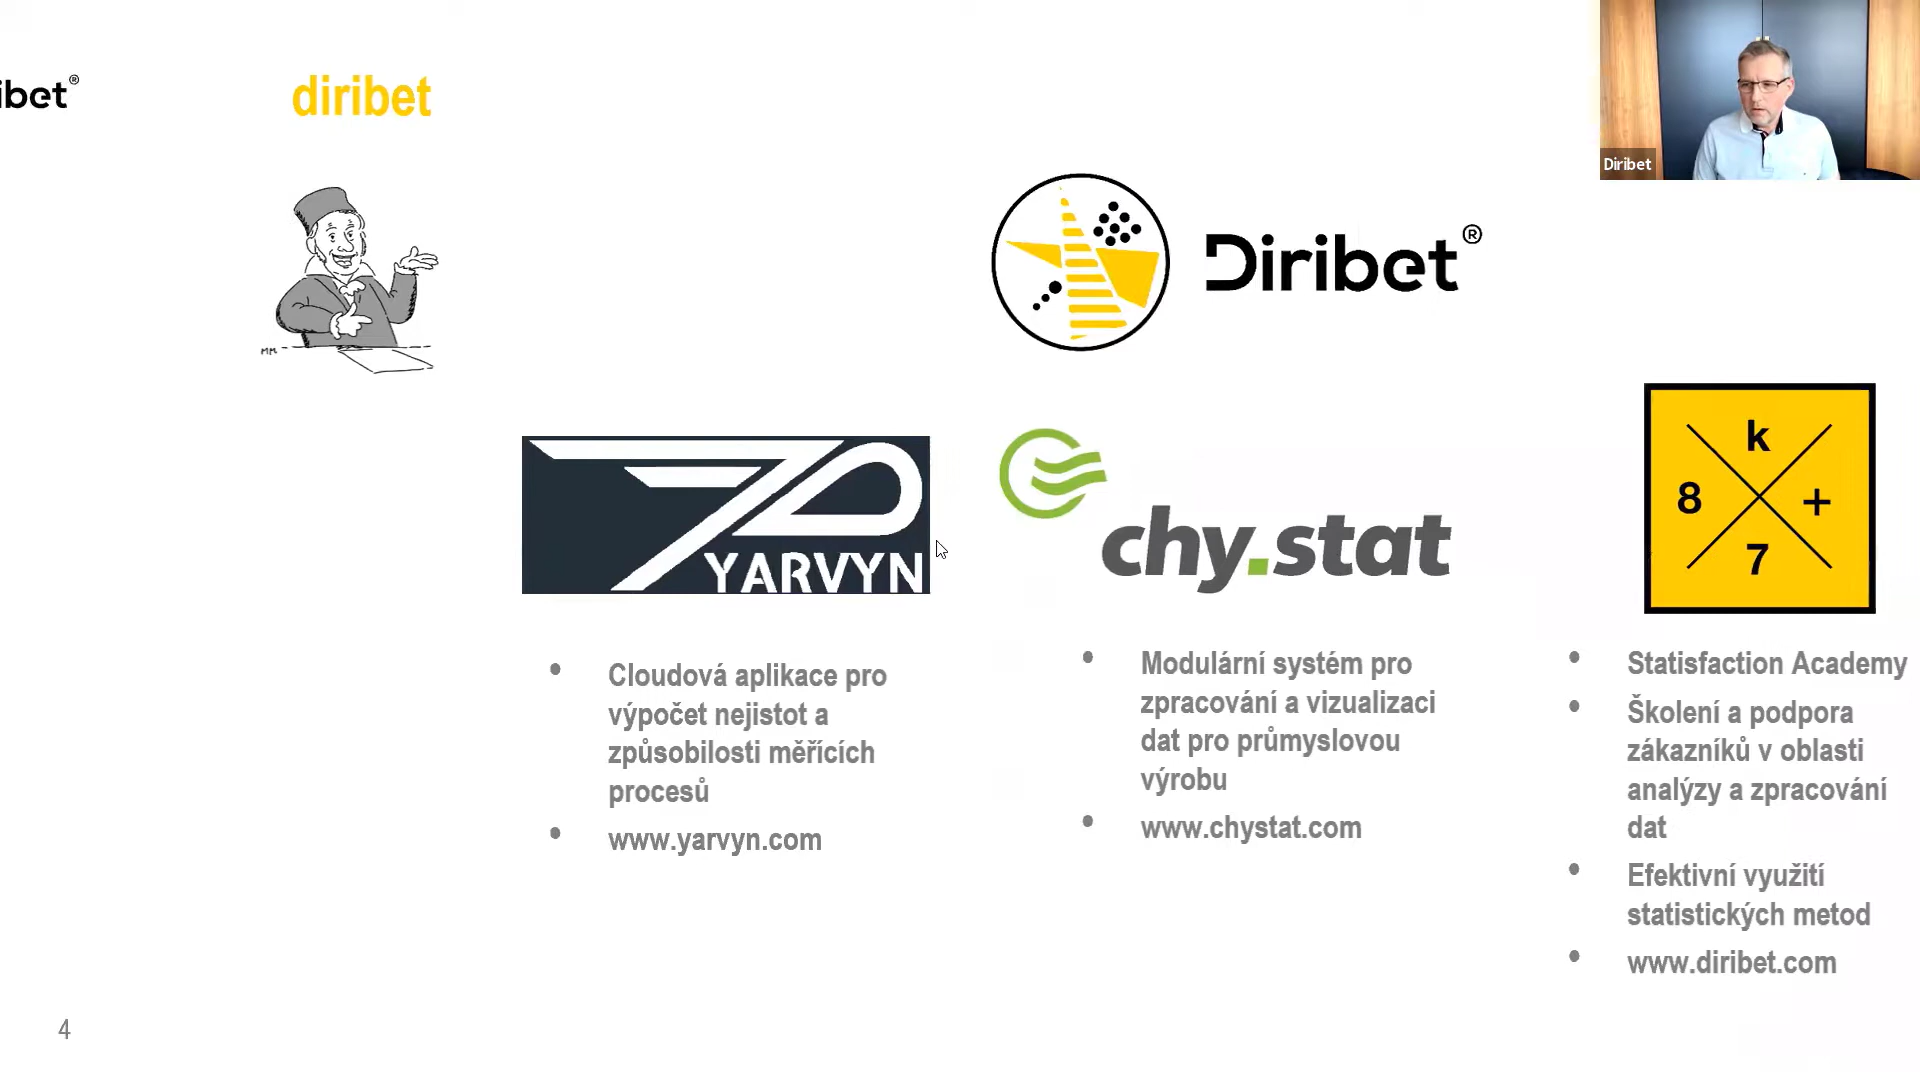 ibet®
diribet
Diribet
Diribet®
MM
YARVYN
chy.stat
k
8 +
7
• Cloudová aplikace pro
výpočet nejistot a
způsobilosti měřících
procesů
• www.yarvyn.com
• Modulární systém pro
zpracování a vizualizaci
dat pro průmyslovou
výrobu
• www.chystat.com
• Statisfaction Academy
• Školení a podpora
zákazníků v oblasti
analýzy a zpracování
dat
• Efektivní využití
statistických metod
• www.diribet.com
4